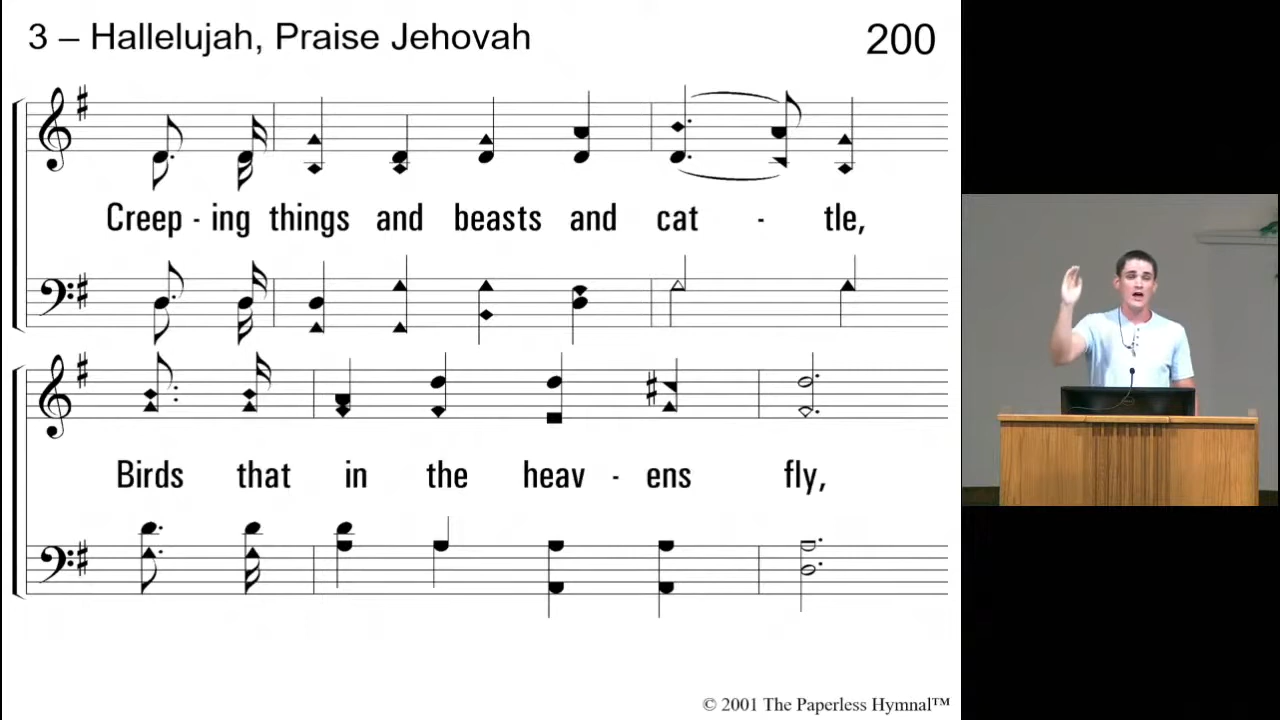 3 – Hallelujah, Praise Jehovah
200
Creep - ing things and beasts and cat - tle,
Birds that in the heav - ens fly,
© 2001 The Paperless Hymnal™